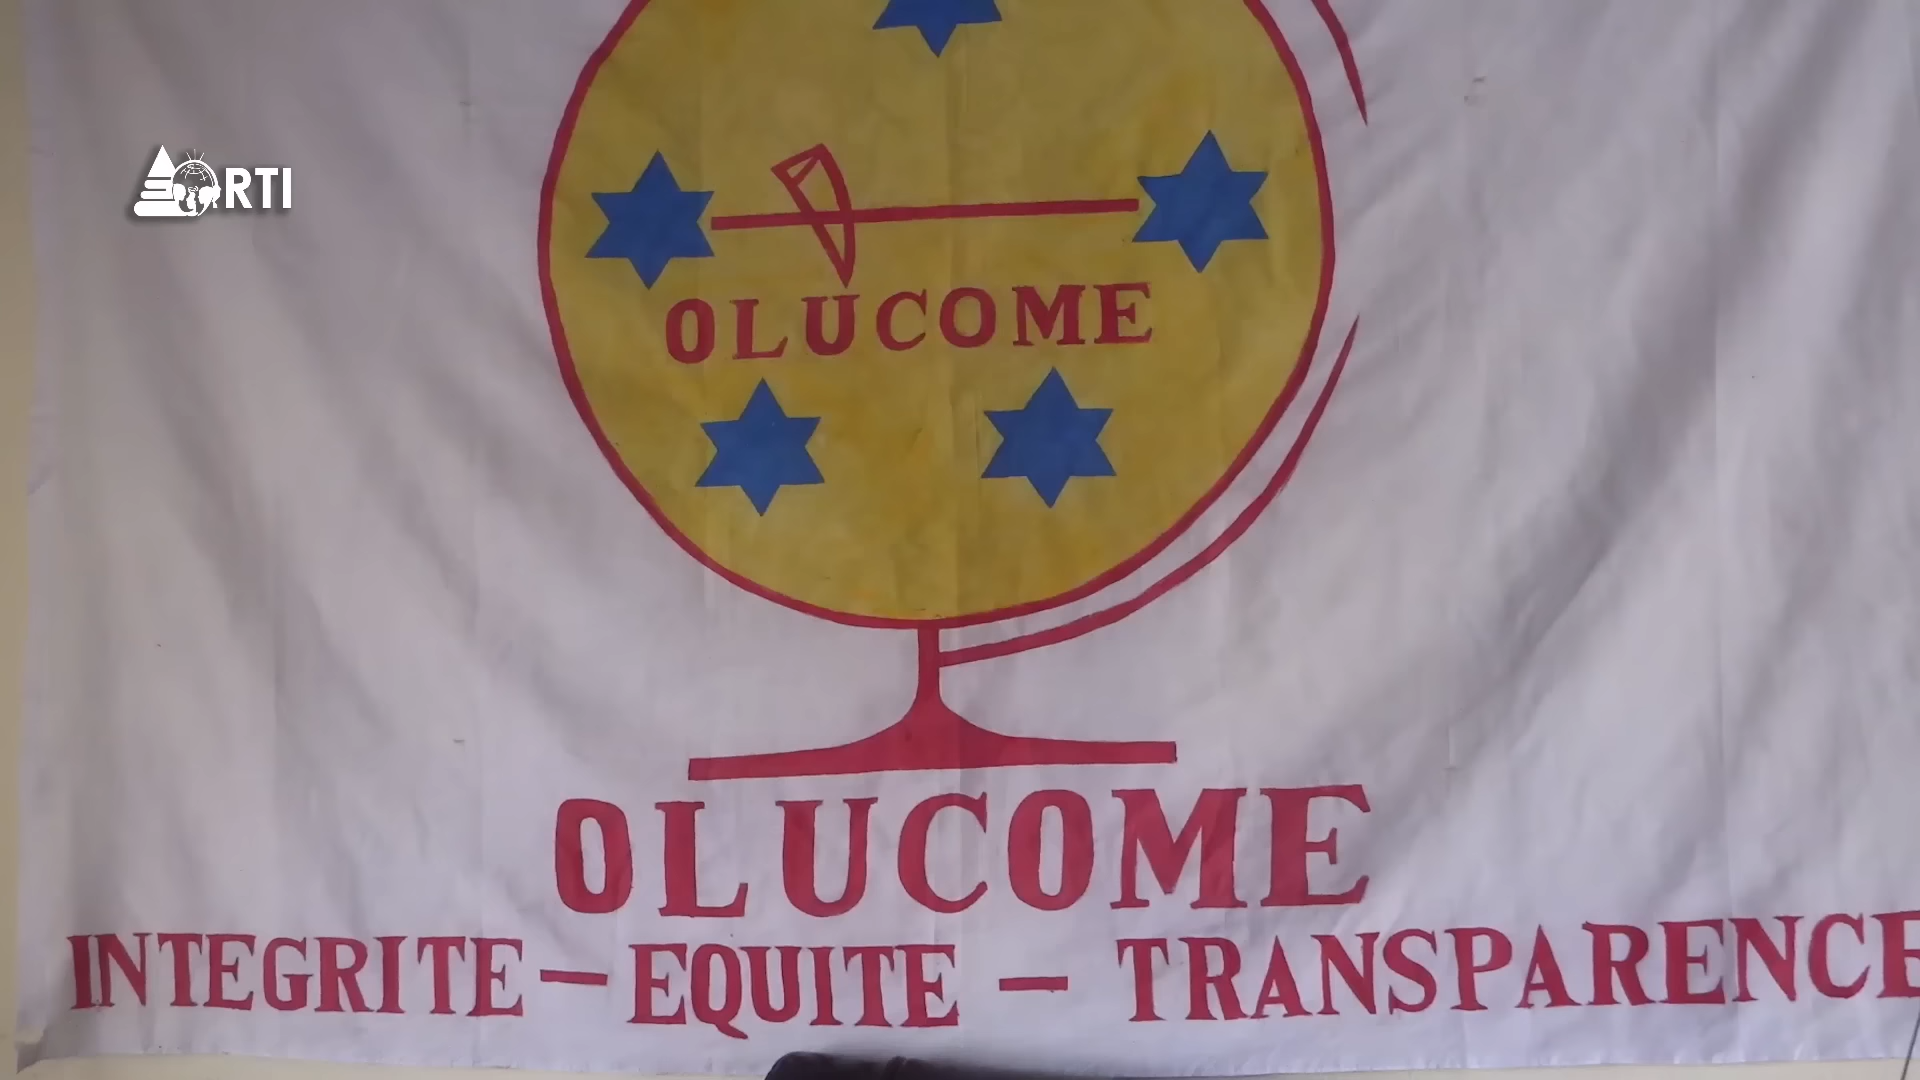 RTI
OLUCOME
OLUCOME
INTEGRITE - EQUITE - TRANSPARENCE